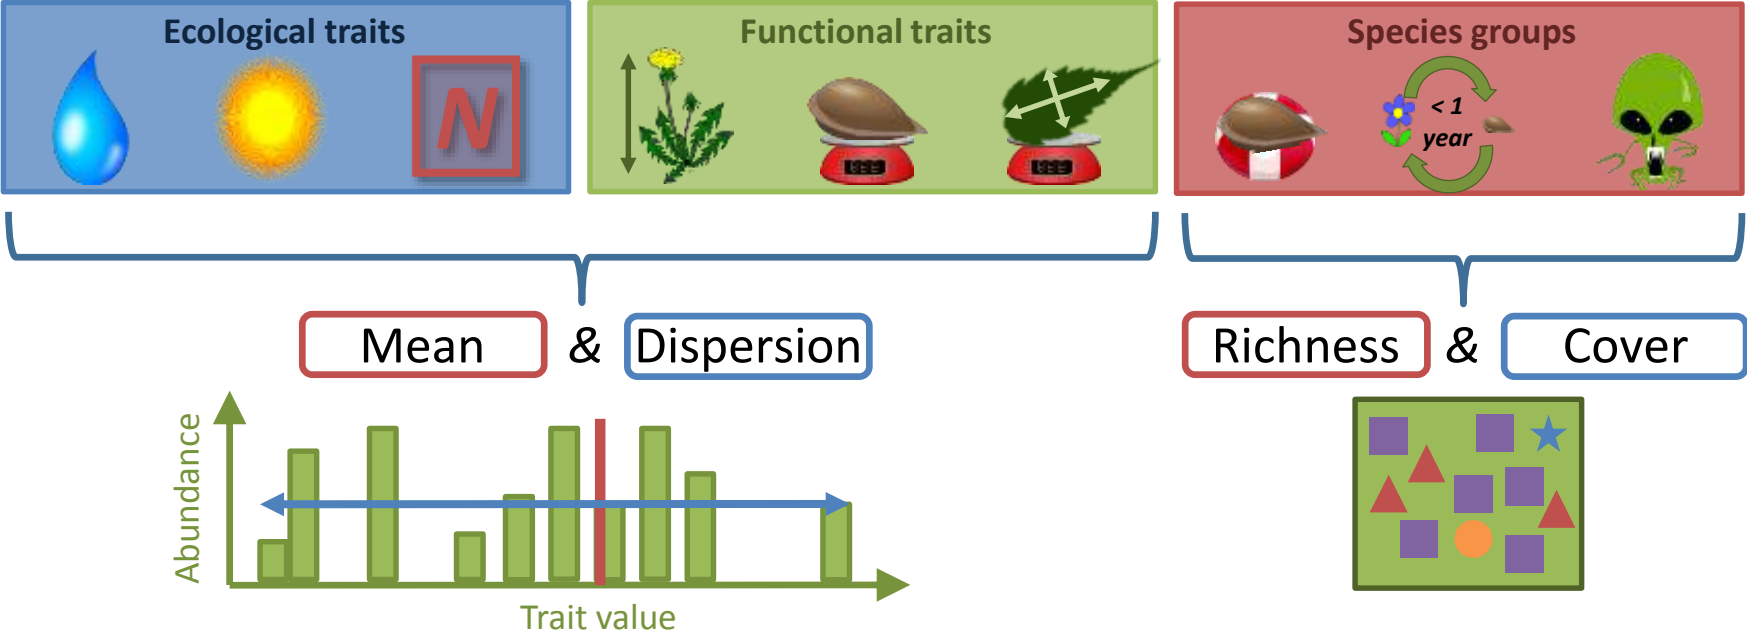 Ecological traits
Functional traits
Species groups
N
< 1
year
Mean & Dispersion
Richness & Cover
Abundance
Trait value